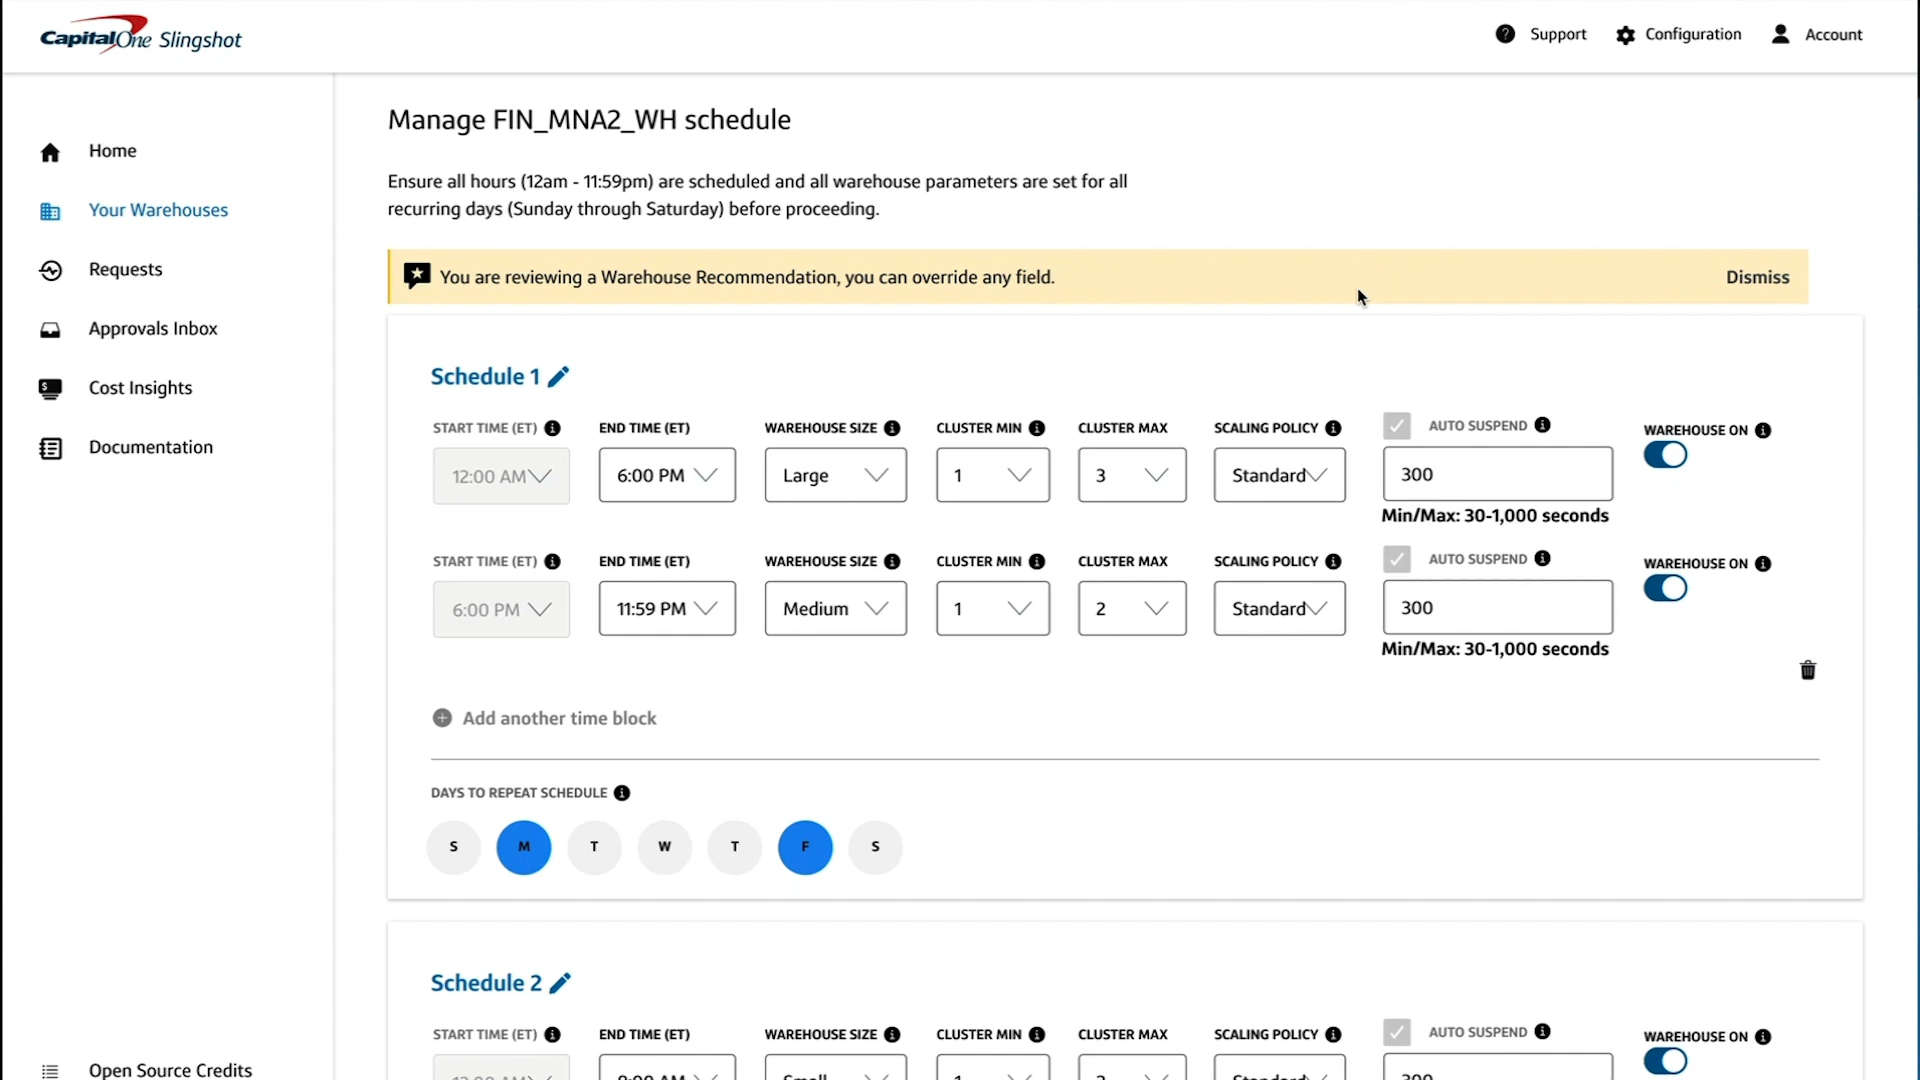 CapitalOne Slingshot
Support
Configuration
Account
Home
Your Warehouses
Requests
Approvals Inbox
Cost Insights
Documentation
Open Source Credits
Manage FIN_MNA2_WH schedule
Ensure all hours (12am - 11:59pm) are scheduled and all warehouse parameters are set for all
recurring days (Sunday through Saturday) before proceeding.
You are reviewing a Warehouse Recommendation, you can override any field.
Dismiss
Schedule 1
START TIME (ET) END TIME (ET) WAREHOUSE SIZE CLUSTER MIN CLUSTER MAX SCALING POLICY AUTO SUSPEND WAREHOUSE ON
12:00 AM 6:00 PM Large 1 3 Standard 300
Min/Max: 30-1,000 seconds
START TIME (ET) END TIME (ET) WAREHOUSE SIZE CLUSTER MIN CLUSTER MAX SCALING POLICY AUTO SUSPEND WAREHOUSE ON
6:00 PM 11:59 PM Medium 1 2 Standard 300
Min/Max: 30-1,000 seconds
Add another time block
DAYS TO REPEAT SCHEDULE
S M T W T F S
Schedule 2
START TIME (ET) END TIME (ET) WAREHOUSE SIZE CLUSTER MIN CLUSTER MAX SCALING POLICY AUTO SUSPEND WAREHOUSE ON